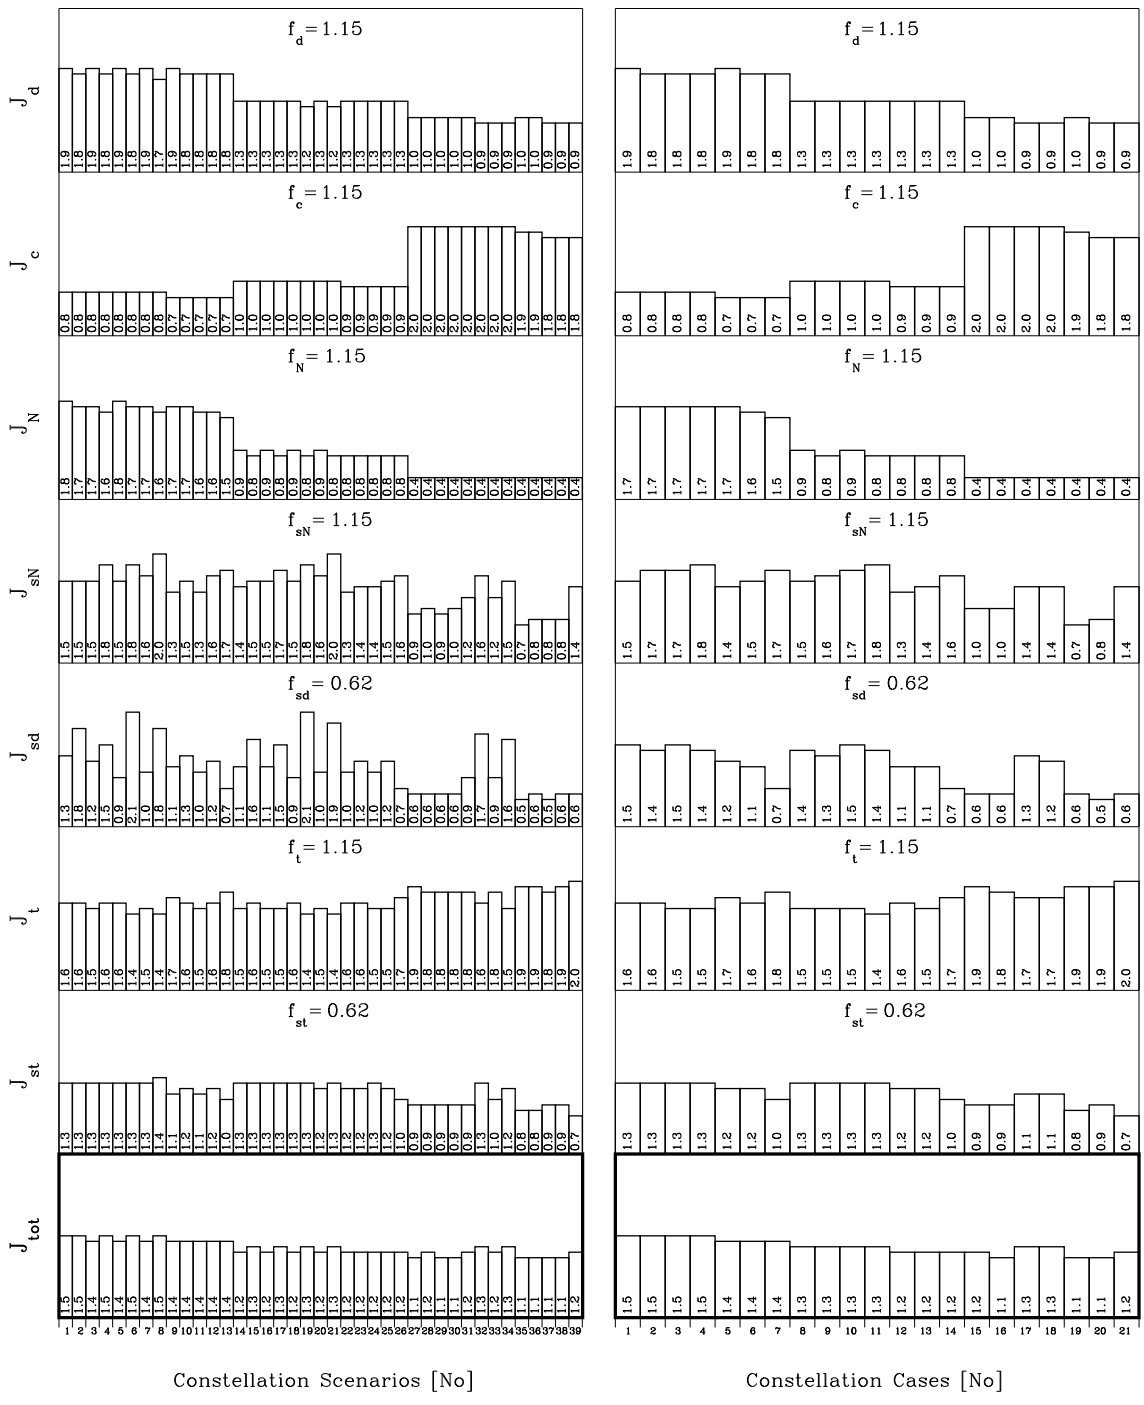 f_d = 1.15
f_d = 1.15
J_d
1.9 1.8 1.9 1.8 1.9 1.8 1.9 1.7 1.9 1.8 1.8 1.8 1.8 1.3 1.3 1.3 1.3 1.3 1.2 1.3 1.2 1.3 1.3 1.3 1.3 1.3 1.0 1.0 1.0 1.0 1.0 0.9 0.9 0.9 1.0 1.0 0.9 0.9 0.9
1.9 1.8 1.8 1.8 1.9 1.8 1.8 1.3 1.3 1.3 1.3 1.3 1.3 1.3 1.0 1.0 0.9 0.9 1.0 0.9 0.9
f_c = 1.15
f_c = 1.15
J_c
0.8 0.8 0.8 0.8 0.8 0.8 0.8 0.8 0.7 0.7 0.7 0.7 0.7 1.0 1.0 1.0 1.0 1.0 1.0 1.0 1.0 0.9 0.9 0.9 0.9 0.9 2.0 2.0 2.0 2.0 2.0 2.0 2.0 2.0 1.9 1.9 1.8 1.8 1.8
0.8 0.8 0.8 0.8 0.7 0.7 0.7 1.0 1.0 1.0 1.0 0.9 0.9 0.9 2.0 2.0 2.0 2.0 1.9 1.8 1.8
f_N = 1.15
f_N = 1.15
J_N
1.8 1.7 1.7 1.6 1.8 1.7 1.7 1.6 1.7 1.7 1.6 1.6 1.5 0.9 0.8 0.9 0.8 0.9 0.8 0.9 0.8 0.8 0.8 0.8 0.8 0.8 0.4 0.4 0.4 0.4 0.4 0.4 0.4 0.4 0.4 0.4 0.4 0.4 0.4
1.7 1.7 1.7 1.7 1.7 1.6 1.5 0.9 0.8 0.9 0.8 0.8 0.8 0.8 0.4 0.4 0.4 0.4 0.4 0.4 0.4
f_sN = 1.15
f_sN = 1.15
J_sN
1.5 1.5 1.5 1.8 1.5 1.8 1.6 2.0 1.3 1.5 1.3 1.6 1.7 1.4 1.5 1.5 1.7 1.5 1.8 1.6 2.0 1.3 1.4 1.4 1.5 1.6 0.9 1.0 0.9 1.0 1.2 1.6 1.2 1.5 0.7 0.8 0.8 0.8 1.4
1.5 1.7 1.7 1.8 1.4 1.5 1.7 1.5 1.6 1.7 1.8 1.3 1.4 1.6 1.0 1.0 1.4 1.4 0.7 0.8 1.4
f_sd = 0.62
f_sd = 0.62
J_sd
1.3 1.8 1.2 1.5 0.9 2.1 1.0 1.8 1.1 1.3 1.0 1.2 0.7 1.1 1.6 1.1 1.5 0.9 2.1 1.0 1.9 1.0 1.2 1.0 1.2 0.7 0.6 0.6 0.6 0.6 0.9 1.7 0.9 1.6 0.5 0.6 0.5 0.6 0.6
1.5 1.4 1.5 1.4 1.2 1.1 0.7 1.4 1.3 1.5 1.4 1.1 1.1 0.7 0.6 0.6 1.3 1.2 0.6 0.5 0.6
f_t = 1.15
f_t = 1.15
J_t
1.6 1.6 1.5 1.6 1.6 1.4 1.5 1.4 1.7 1.6 1.5 1.6 1.8 1.5 1.6 1.5 1.5 1.6 1.4 1.5 1.4 1.6 1.6 1.5 1.5 1.7 1.9 1.8 1.8 1.8 1.8 1.6 1.8 1.5 1.9 1.9 1.8 1.9 2.0
1.6 1.6 1.5 1.5 1.7 1.6 1.8 1.5 1.5 1.5 1.4 1.6 1.5 1.7 1.9 1.8 1.7 1.7 1.9 1.9 2.0
f_st = 0.62
f_st = 0.62
J_st
1.3 1.3 1.3 1.3 1.3 1.3 1.3 1.4 1.1 1.2 1.1 1.2 1.0 1.3 1.3 1.3 1.3 1.3 1.3 1.2 1.3 1.2 1.2 1.3 1.2 1.0 0.9 0.9 0.9 0.9 0.9 1.3 1.0 1.2 0.8 0.8 0.9 0.9 0.7
1.3 1.3 1.3 1.3 1.2 1.2 1.0 1.3 1.3 1.3 1.3 1.2 1.2 1.0 0.9 0.9 1.1 1.1 0.8 0.9 0.7
J_tot
1.5 1.5 1.4 1.5 1.4 1.5 1.4 1.5 1.4 1.4 1.4 1.4 1.4 1.2 1.3 1.2 1.3 1.2 1.3 1.2 1.3 1.2 1.2 1.2 1.2 1.2 1.1 1.2 1.1 1.1 1.2 1.3 1.2 1.3 1.1 1.1 1.1 1.1 1.2
1.5 1.5 1.5 1.5 1.4 1.4 1.4 1.3 1.3 1.3 1.3 1.2 1.2 1.2 1.2 1.1 1.3 1.3 1.1 1.1 1.2
1 2 3 4 5 6 7 8 9 10 11 12 13 14 15 16 17 18 19 20 21 22 23 24 25 26 27 28 29 30 31 32 33 34 35 36 37 38 39
1 2 3 4 5 6 7 8 9 10 11 12 13 14 15 16 17 18 19 20 21
Constellation Scenarios [No]
Constellation Cases [No]